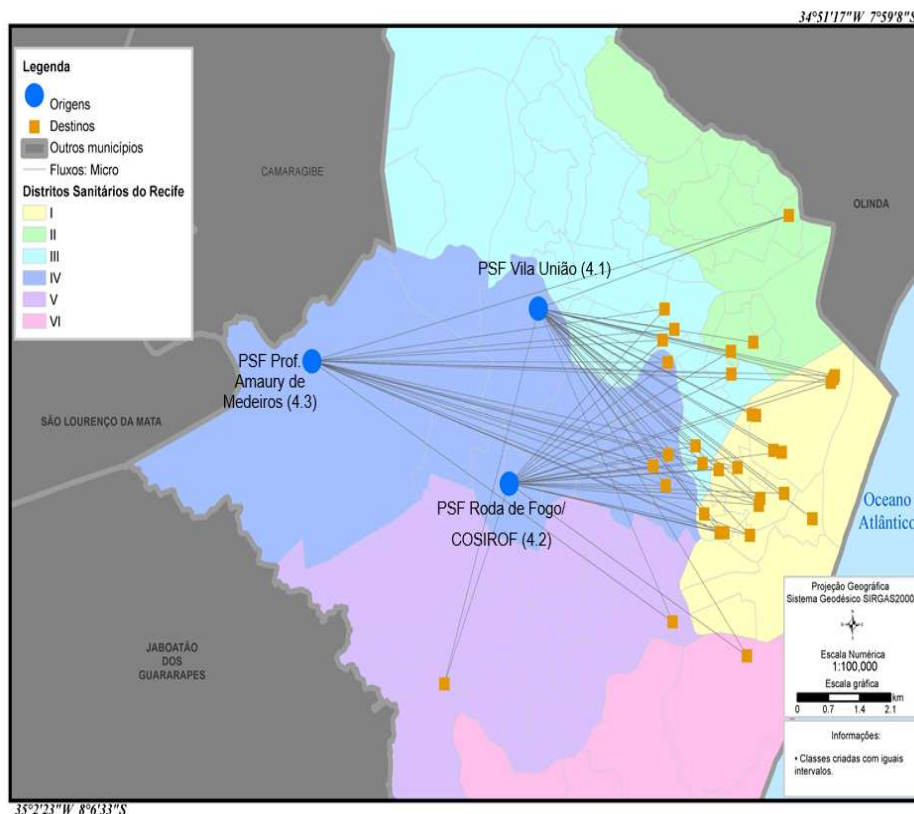 34°51'17"W 7°59'8"S
Legenda
Origens
Destinos
Outros municípios
Fluxos: Micro
Distritos Sanitários do Recife
I
II
III
IV
V
VI
CAMARAGIBE
OLINDA
PSF Vila União (4.1)
PSF Prof.
Amaury de
Medeiros (4.3)
SÃO LOURENÇO DA MATA
PSF Roda de Fogo/
COSIROF (4.2)
Oceano
Atlântico
JABOATÃO
DOS
GUARARAPES
Projeção Geográfica
Sistema Geodésico SIRGAS2000
Escala Numérica
1:100,000
Escala gráfica
km
0 0.7 1.4 2.1
Informações:
• Classes criadas com iguais
intervalos.
35°2'23"W 8°6'33"S